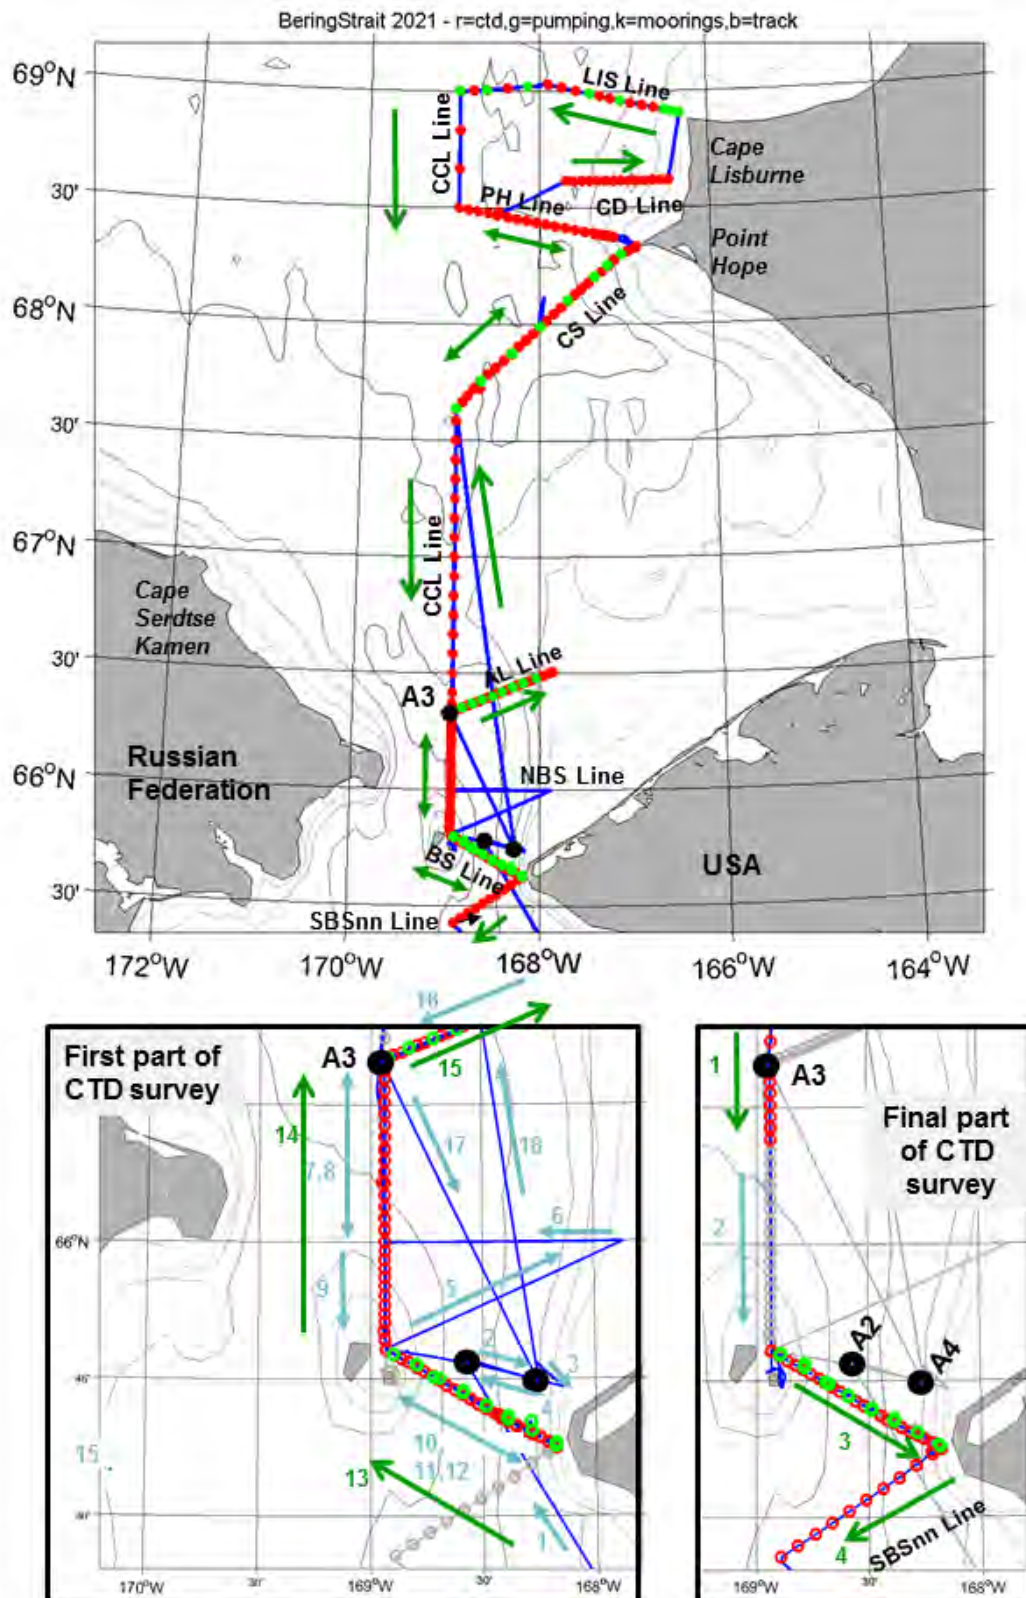 BeringStrait 2021 - r=ctd,g=pumping,k=moorings,b=track
69°N
LIS Line
CCL Line
Cape
Lisburne
30'
PH Line
CD Line
Point
Hope
68°N
CS Line
30'
67°N
CCL Line
Cape
Serdtse
Kamen
30'
AL Line
A3
Russian
Federation
66°N
NBS Line
BS Line
USA
30'
SBSnn Line
172°W
170°W
168°W
166°W
164°W
First part of
CTD survey
A3
16
15
14
7,8
17
18
6
66°N
9
5
2
3
4
46'
10
11,12
15
13
1
170°W
30'
169°W
30'
168°W
1
A3
Final part
of CTD
survey
2
A2
A4
3
SBSnn Line
4
169°W
30'
168°W